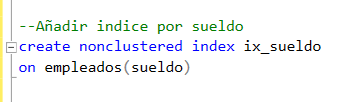 --Añadir indice por sueldo
create nonclustered index ix_sueldo
on empleados(sueldo)